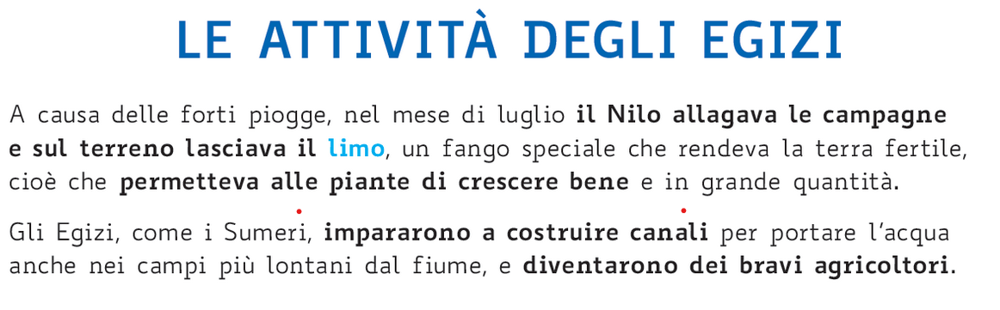 LE ATTIVITÀ DEGLI EGIZI
A causa delle forti piogge, nel mese di luglio il Nilo allagava le campagne
e sul terreno lasciava il limo, un fango speciale che rendeva la terra fertile,
cioè che permetteva alle piante di crescere bene e in grande quantità.
Gli Egizi, come i Sumeri, impararono a costruire canali per portare l'acqua
anche nei campi più lontani dal fiume, e diventarono dei bravi agricoltori.